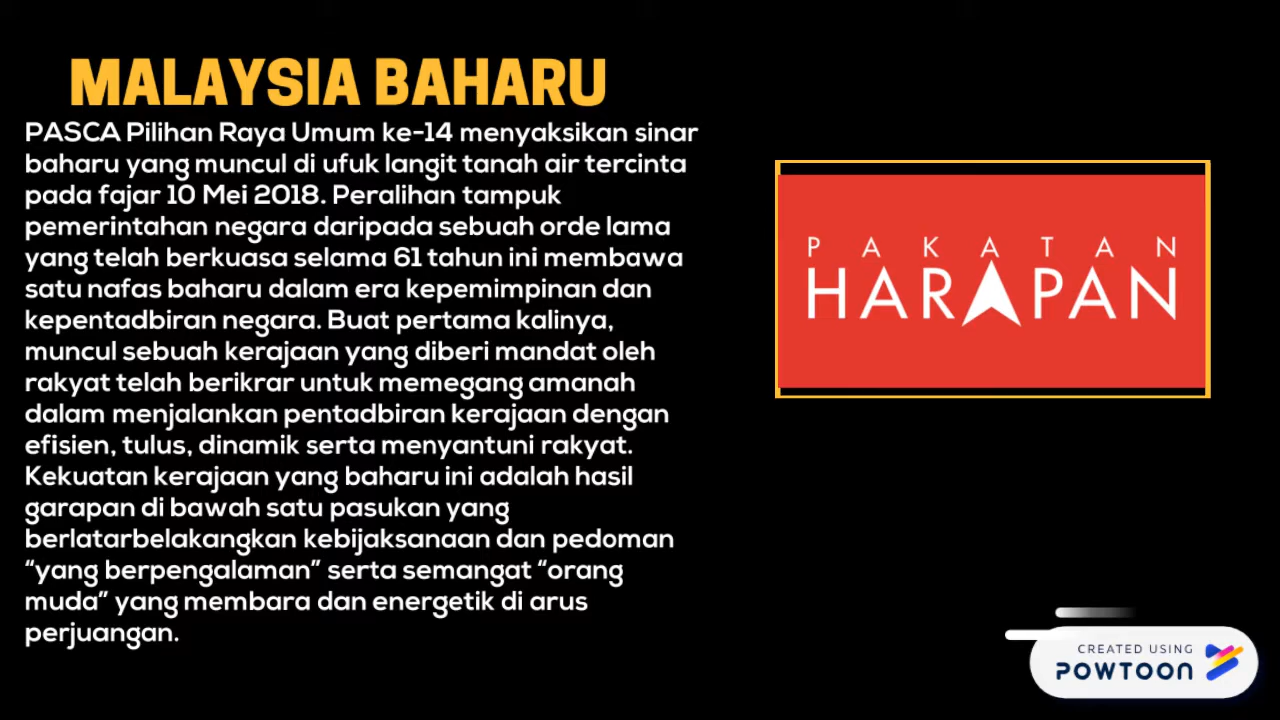 MALAYSIA BAHARU
PASCA Pilihan Raya Umum ke-14 menyaksikan sinar
baharu yang muncul di ufuk langit tanah air tercinta
pada fajar 10 Mei 2018. Peralihan tampuk
pemerintahan negara daripada sebuah orde lama
yang telah berkuasa selama 61 tahun ini membawa
satu nafas baharu dalam era kepemimpinan dan
kepentadbiran negara. Buat pertama kalinya,
muncul sebuah kerajaan yang diberi mandat oleh
rakyat telah berikrar untuk memegang amanah
dalam menjalankan pentadbiran kerajaan dengan
efisien, tulus, dinamik serta menyantuni rakyat.
Kekuatan kerajaan yang baharu ini adalah hasil
garapan di bawah satu pasukan yang
berlatarbelakangkan kebijaksanaan dan pedoman
“yang berpengalaman” serta semangat “orang
muda” yang membara dan energetik di arus
perjuangan.
PAKATAN
HARAPAN
CREATED USING
POWTOON